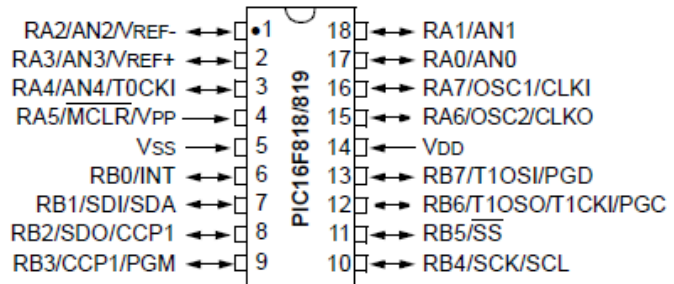 RA2/AN2/VREF- 1 18 RA1/AN1
RA3/AN3/VREF+ 2 17 RA0/AN0
RA4/AN4/T0CKI 3 16 RA7/OSC1/CLKI
RA5/MCLR/VPP 4 15 RA6/OSC2/CLKO
VSS 5 14 VDD
RB0/INT 6 13 RB7/T1OSI/PGD
RB1/SDI/SDA 7 12 RB6/T1OSO/T1CKI/PGC
RB2/SDO/CCP1 8 11 RB5/SS
RB3/CCP1/PGM 9 10 RB4/SCK/SCL
PIC16F818/819